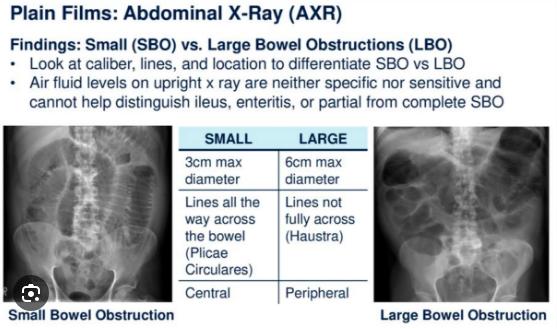 Plain Films: Abdominal X-Ray (AXR)
Findings: Small (SBO) vs. Large Bowel Obstructions (LBO)
• Look at caliber, lines, and location to differentiate SBO vs LBO
• Air fluid levels on upright x ray are neither specific nor sensitive and
cannot help distinguish ileus, enteritis, or partial from complete SBO
SMALL LARGE
3cm max 6cm max
diameter diameter
Lines all the Lines not
way across fully across
the bowel (Haustra)
(Plicae
Circulares)
Central Peripheral
Small Bowel Obstruction Large Bowel Obstruction